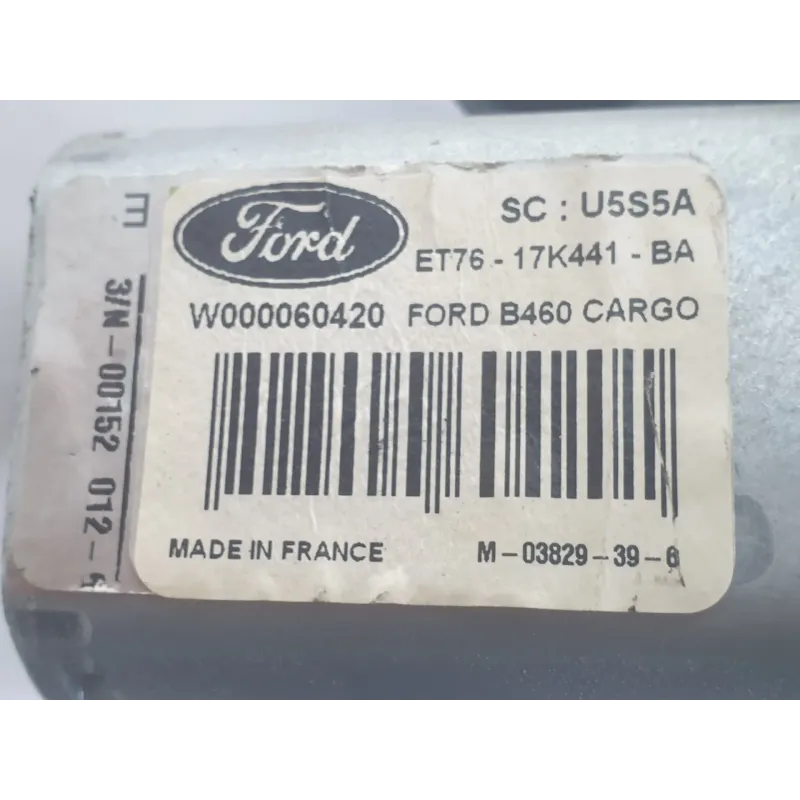 Ford
SC : U5S5A
ET76 - 17K441 - BA
W000060420 FORD B460 CARGO
MADE IN FRANCE
M - 03829 - 39 - 6
E
3/N - 00152 012 -